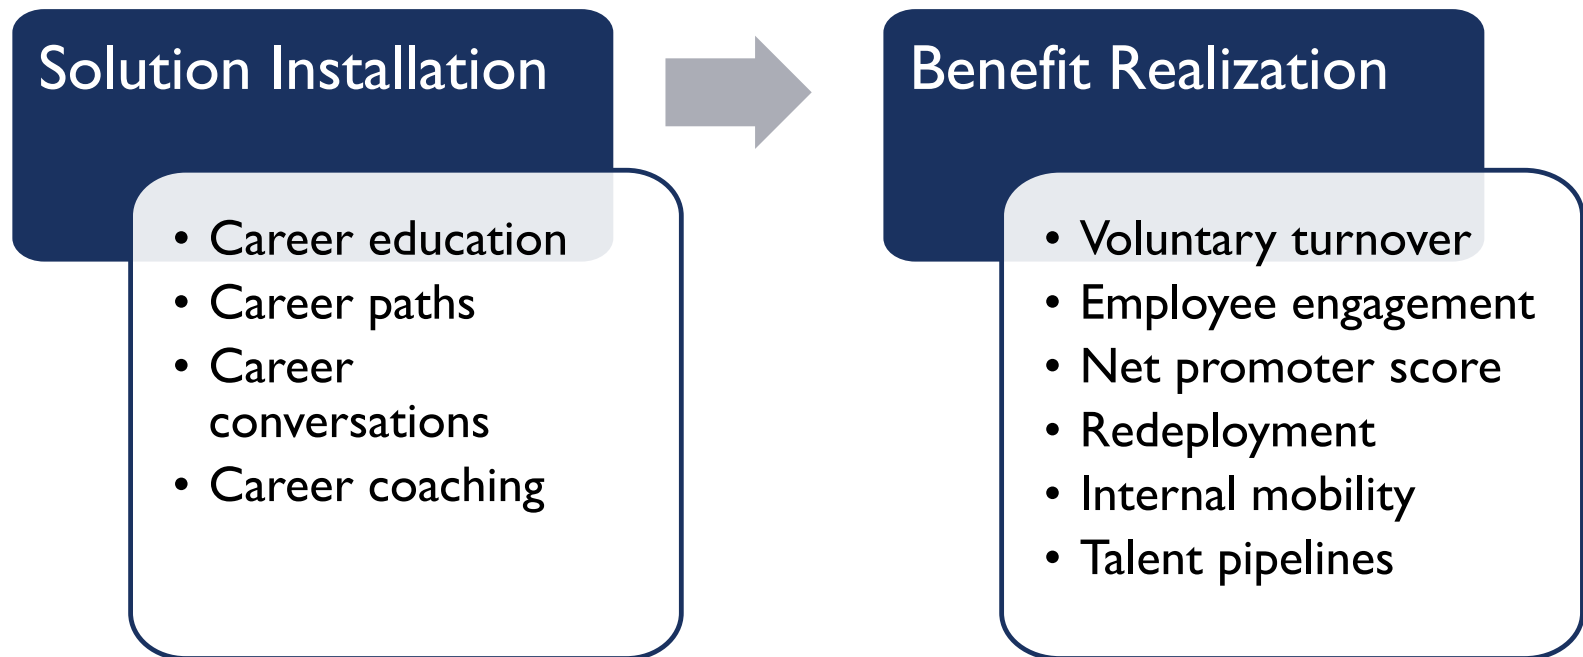 Solution Installation
• Career education
• Career paths
• Career
conversations
• Career coaching
Benefit Realization
• Voluntary turnover
• Employee engagement
• Net promoter score
• Redeployment
• Internal mobility
• Talent pipelines